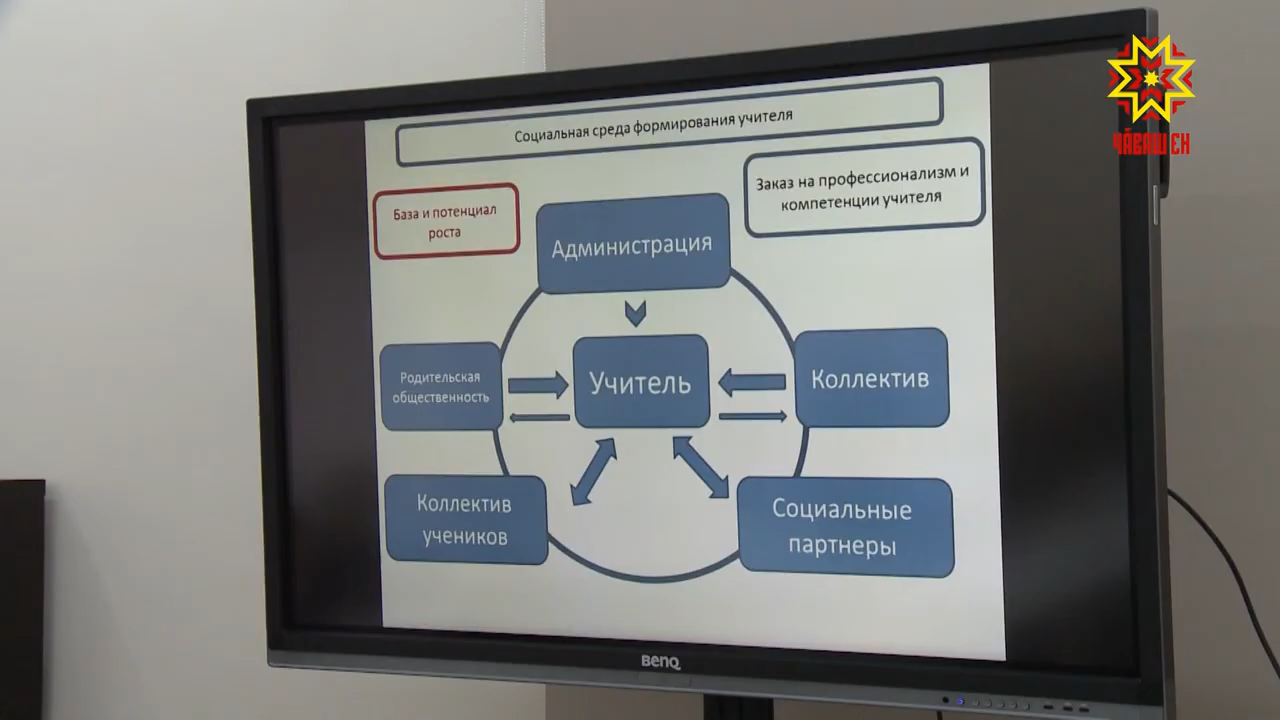 Социальная среда формирования учителя
База и потенциал
роста
Заказ на профессионализм и
компетенции учителя
Администрация
Родительская
общественность
Учитель
Коллектив
Коллектив
учеников
Социальные
партнеры
BenQ
ЧӐВАШ ЕН